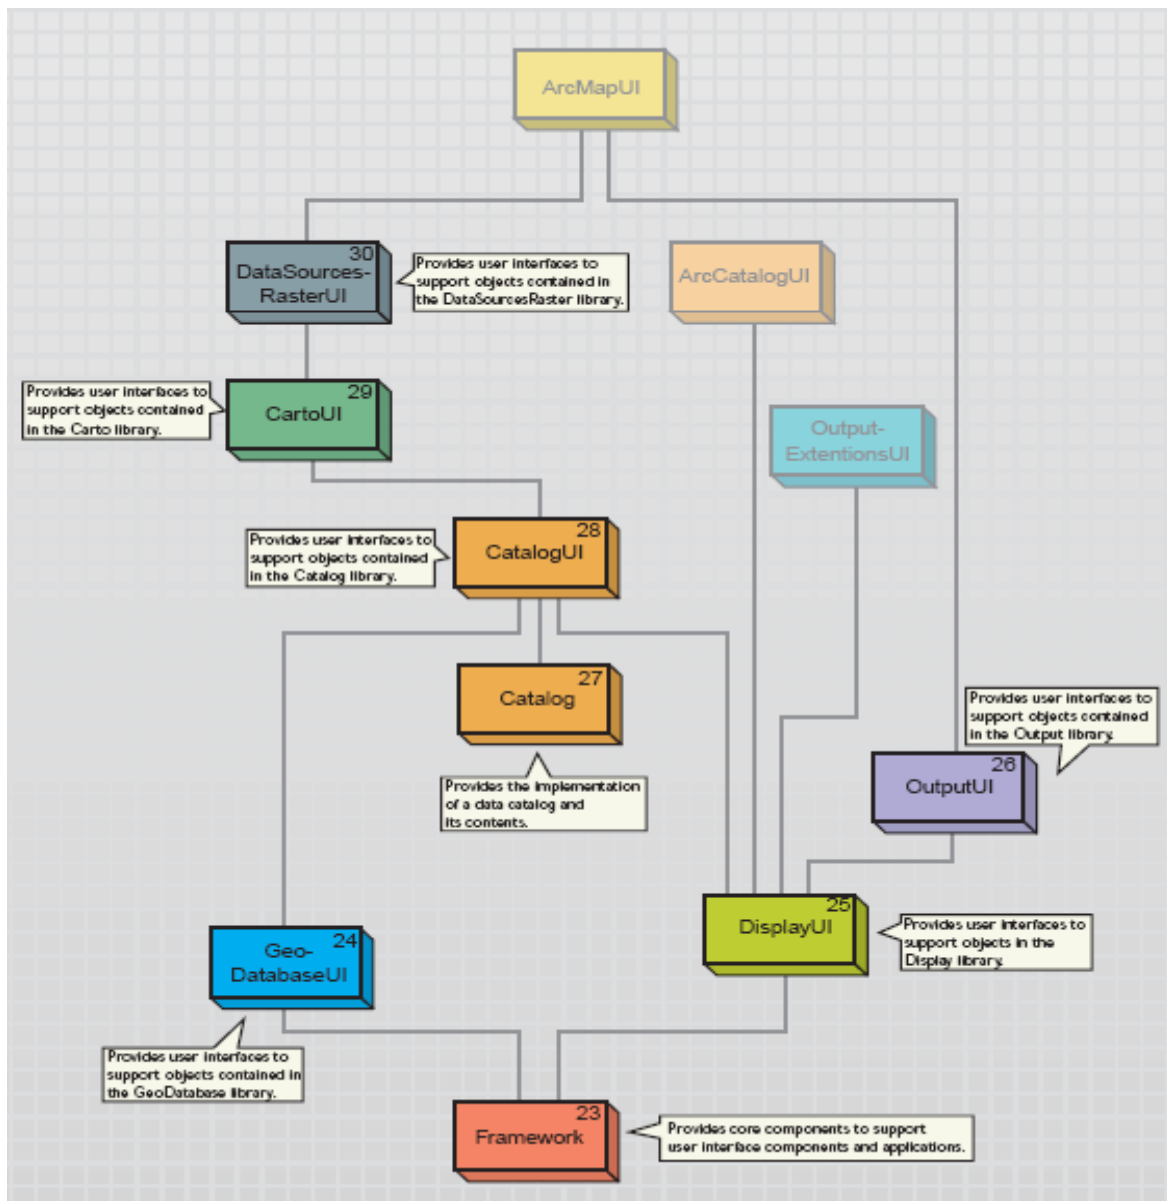 ArcMapUI
30
DataSources-
RasterUI
Provides user interfaces to
support objects contained in
the DataSourcesRaster library.
ArcCatalogUI
Provides user interfaces to
support objects contained
in the Carto library.
29
CartoUI
Output-
ExtentionsUI
Provides user interfaces to
support objects contained
in the Catalog library.
28
CatalogUI
27
Catalog
Provides the implementation
of a data catalog and
its contents.
Provides user interfaces to
support objects contained
in the Output library.
26
OutputUI
25
DisplayUI
Provides user interfaces to
support objects in the
Display library.
24
Geo-
DatabaseUI
Provides user interfaces to
support objects contained in
the GeoDatabase library.
23
Framework
Provides core components to support
user interface components and applications.